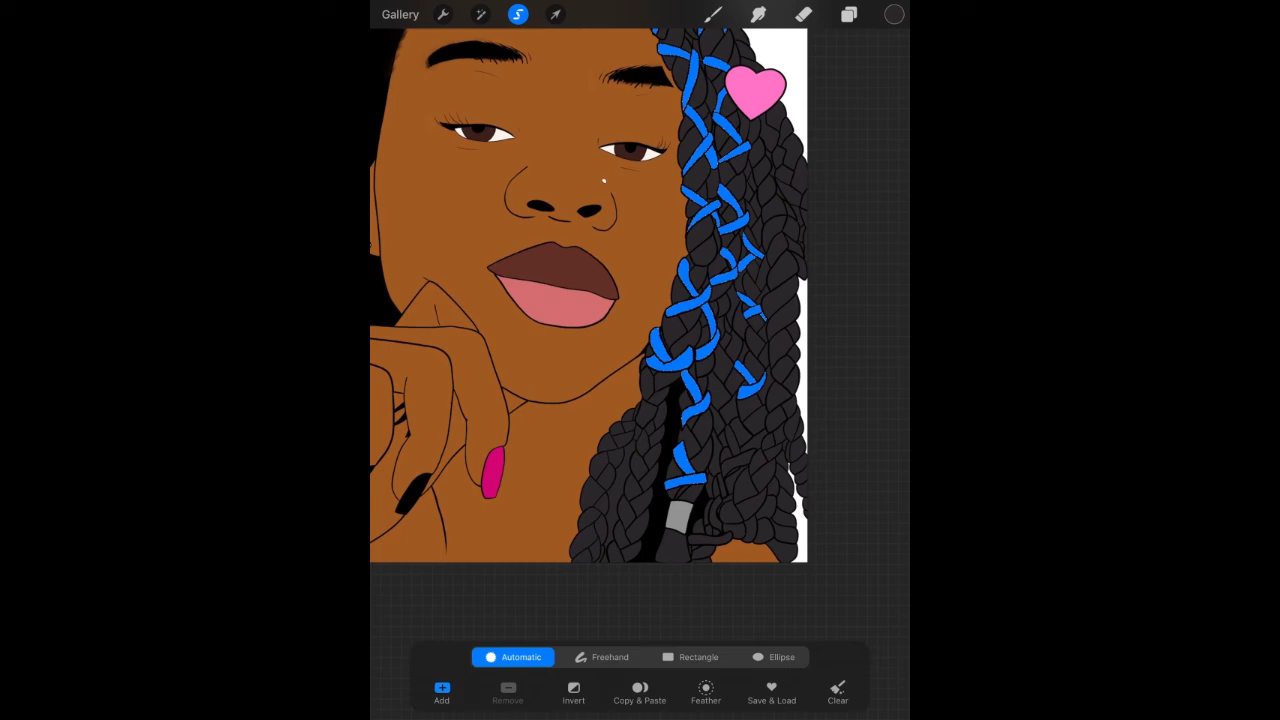 Gallery
Automatic Freehand Rectangle Ellipse
Add Remove Invert Copy & Paste Feather Save & Load Clear